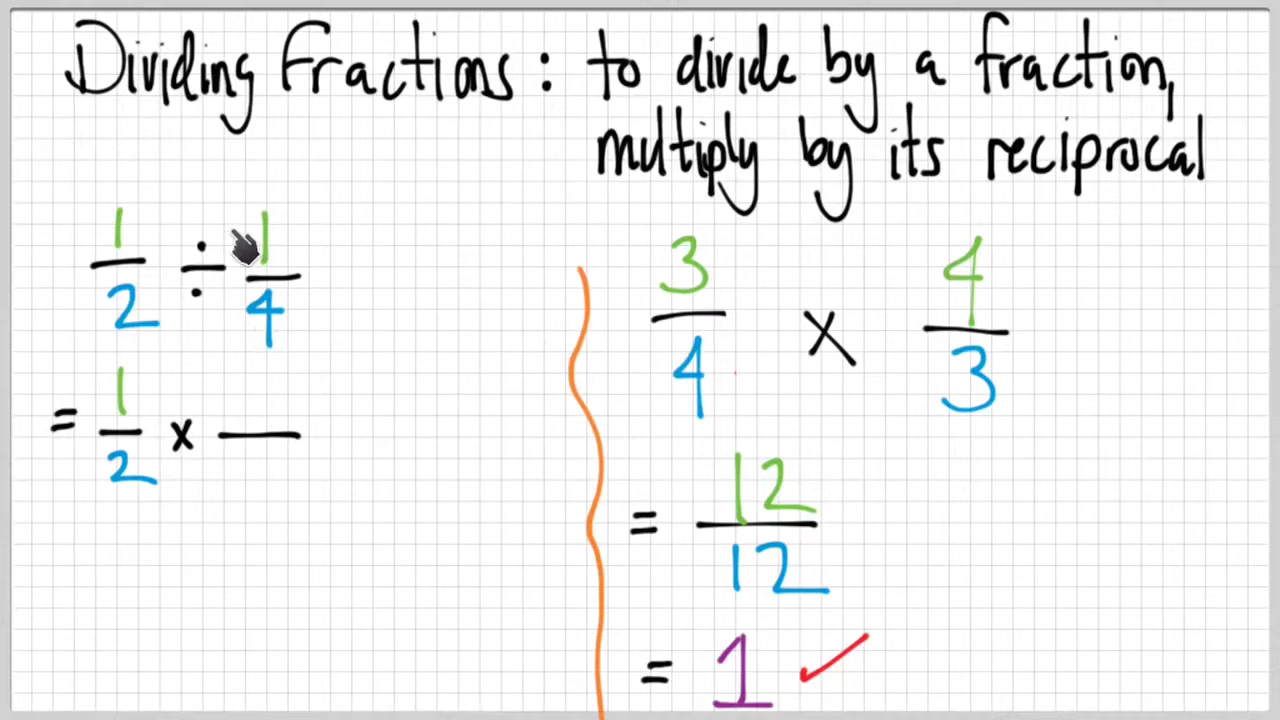 Dividing Fractions: to divide by a fraction,
multiply by its reciprocal
1/2 ÷ 1/4
= 1/2 x __
3/4 x 4/3
= 12/12
= 1 ✓